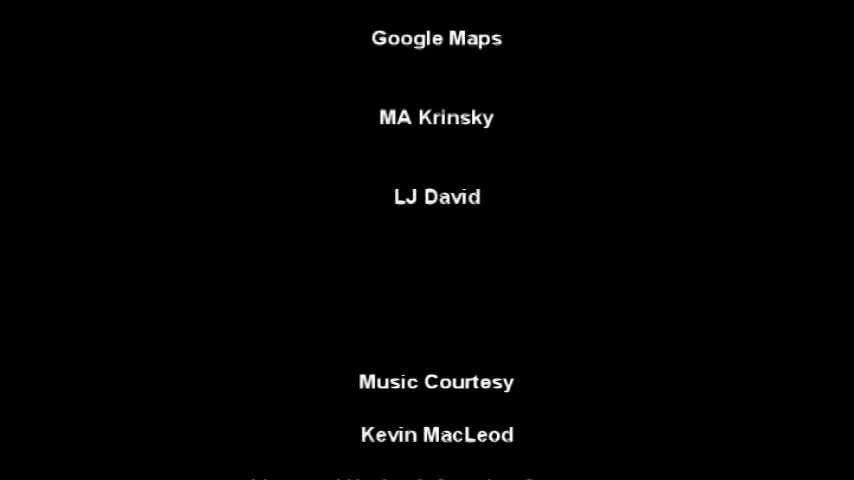 Google Maps
MA Krinsky
LJ David
Music Courtesy
Kevin MacLeod